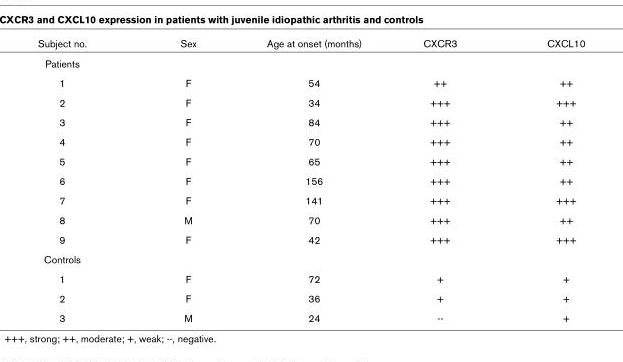 CXCR3 and CXCL10 expression in patients with juvenile idiopathic arthritis and controls
Subject no. Sex Age at onset (months) CXCR3 CXCL10
Patients
1 F 54 ++ ++
2 F 34 +++ +++
3 F 84 +++ ++
4 F 70 +++ ++
5 F 65 +++ ++
6 F 156 +++ ++
7 F 141 +++ +++
8 M 70 +++ ++
9 F 42 +++ +++
Controls
1 F 72 + +
2 F 36 + +
3 M 24 -- +
+++, strong; ++, moderate; +, weak; --, negative.